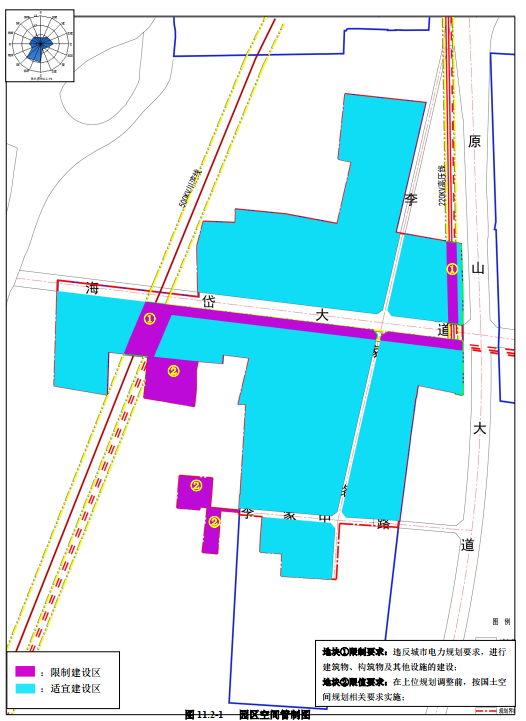 500KV川淄线
220KV高压线
原
山
大
道
李
海
岱
大
道
①
①
②
②
②
李
家
中
路
图 例
：限制建设区
：适宜建设区
地块①限制要求：违反城市电力规划要求，进行
建筑物、构筑物及其他设施的建设；
地块②限值要求：在上位规划调整前，按国土空
间规划相关要求实施；
图 11.2-1 园区空间管制图